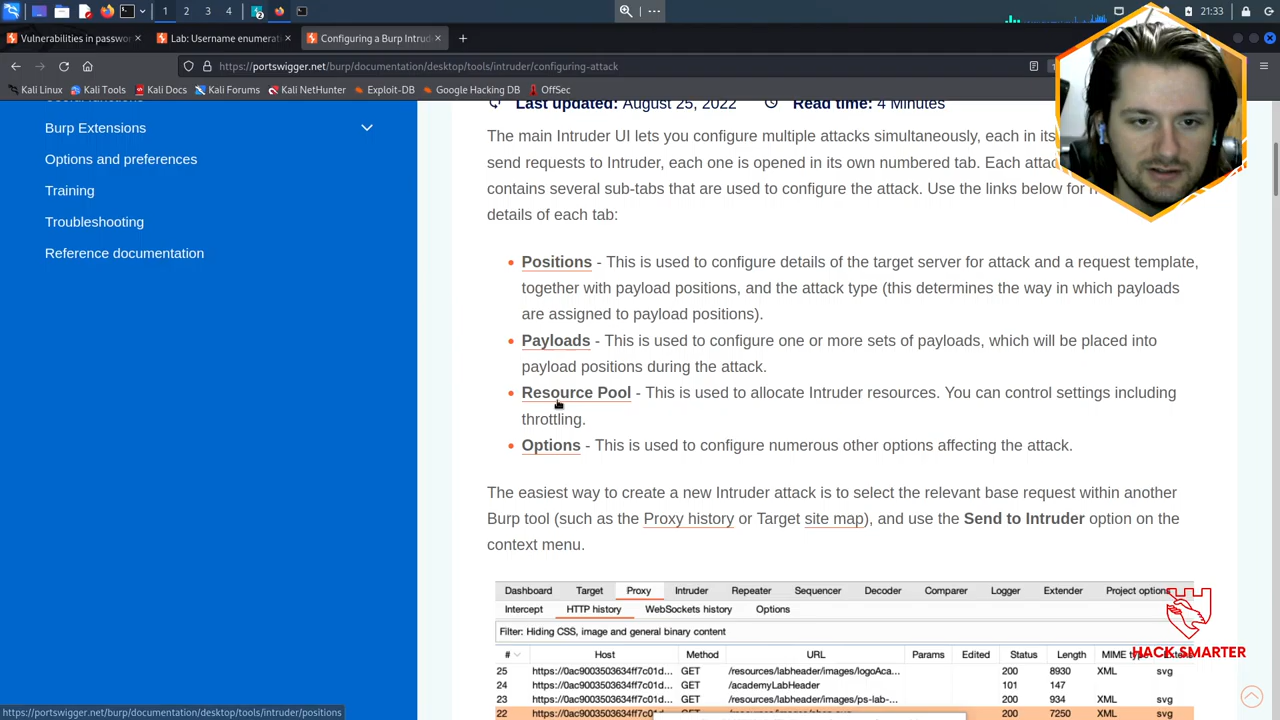 1 2 3 4 2 21:33
Vulnerabilities in passwo
Lab: Username enumerat
Configuring a Burp Intrud
https://portswigger.net/burp/documentation/desktop/tools/intruder/configuring-attack
Kali Linux Kali Tools Kali Docs Kali Forums Kali NetHunter Exploit-DB Google Hacking DB OffSec
Last updated: August 25, 2022 Read time: 4 Minutes
Burp Extensions
Options and preferences
Training
Troubleshooting
Reference documentation
The main Intruder UI lets you configure multiple attacks simultaneously, each in its
send requests to Intruder, each one is opened in its own numbered tab. Each attac
contains several sub-tabs that are used to configure the attack. Use the links below for
details of each tab:
Positions - This is used to configure details of the target server for attack and a request template,
together with payload positions, and the attack type (this determines the way in which payloads
are assigned to payload positions).
Payloads - This is used to configure one or more sets of payloads, which will be placed into
payload positions during the attack.
Resource Pool - This is used to allocate Intruder resources. You can control settings including
throttling.
Options - This is used to configure numerous other options affecting the attack.
The easiest way to create a new Intruder attack is to select the relevant base request within another
Burp tool (such as the Proxy history or Target site map), and use the Send to Intruder option on the
context menu.
Dashboard Target Proxy Intruder Repeater Sequencer Decoder Comparer Logger Extender Project options
Intercept HTTP history WebSockets history Options
Filter: Hiding CSS, image and general binary content
# Host Method URL Params Edited Status Length MIME type
25 https://0ac9003503634ff7c01d... GET /resources/labheader/images/logoAca... 200 8930 XML svg
24 https://0ac9003503634ff7c01d... GET /academyLabHeader 101 147
23 https://0ac9003503634ff7c01d... GET /resources/labheader/images/ps-lab-... 200 934 XML svg
22 https://0ac9003503634ff7c01d... GET 200 7250 XML svg
HACK SMARTER
https://portswigger.net/burp/documentation/desktop/tools/intruder/positions